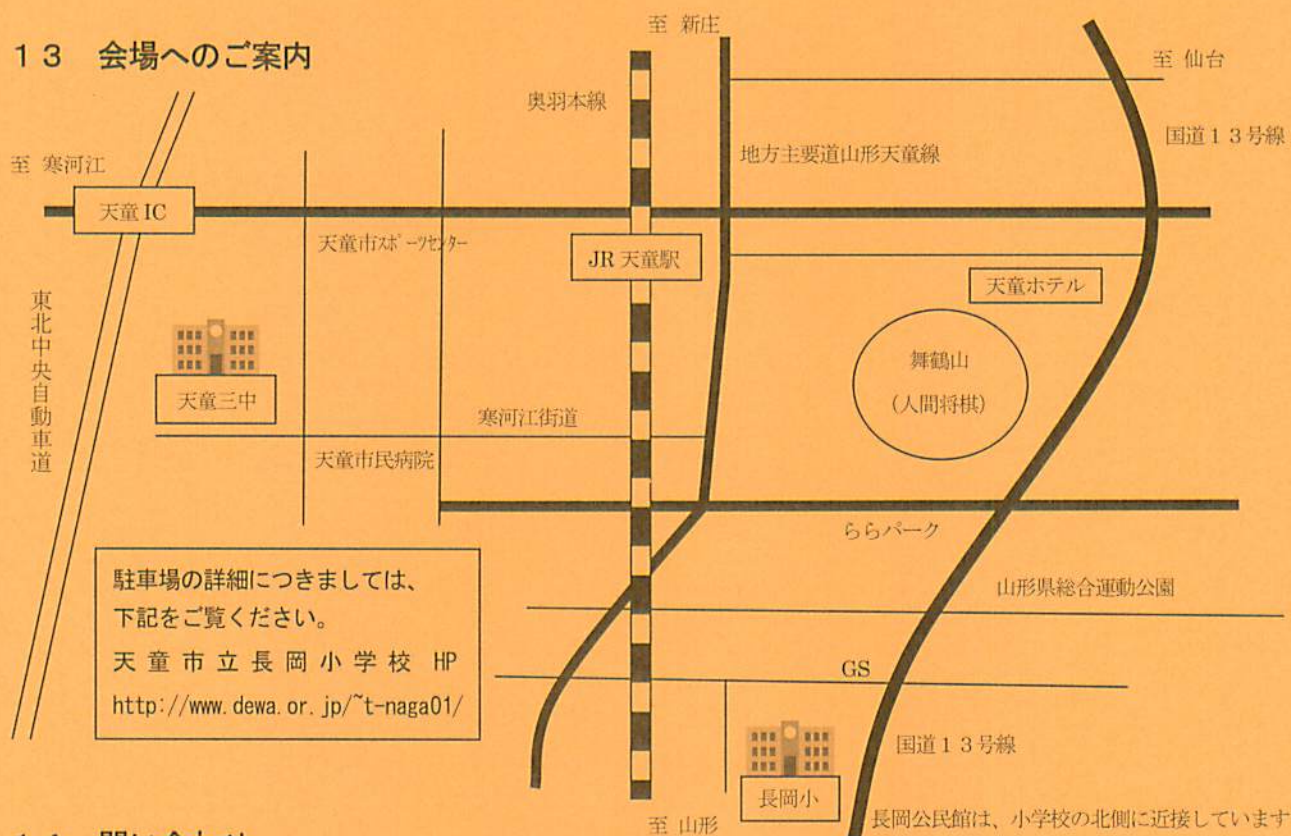 13 会場へのご案内
至 新庄
至 仙台
奥羽本線
国道13号線
地方主要道山形天童線
至 寒河江
天童IC
天童市スポーツセンター
JR天童駅
天童ホテル
東北中央自動車道
舞鶴山
(人間将棋)
天童三中
寒河江街道
天童市民病院
ららパーク
駐車場の詳細につきましては、
下記をご覧ください。
天童市立長岡小学校 HP
http://www.dewa.or.jp/~t-naga01/
山形県総合運動公園
GS
国道13号線
長岡小
至 山形
長岡公民館は、小学校の北側に近接しています